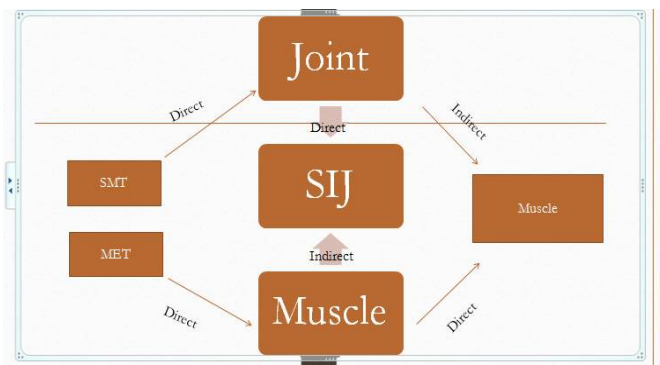 Joint
Direct
Indirect
Direct
SMT
SIJ
Muscle
MET
Indirect
Direct
Muscle
Direct